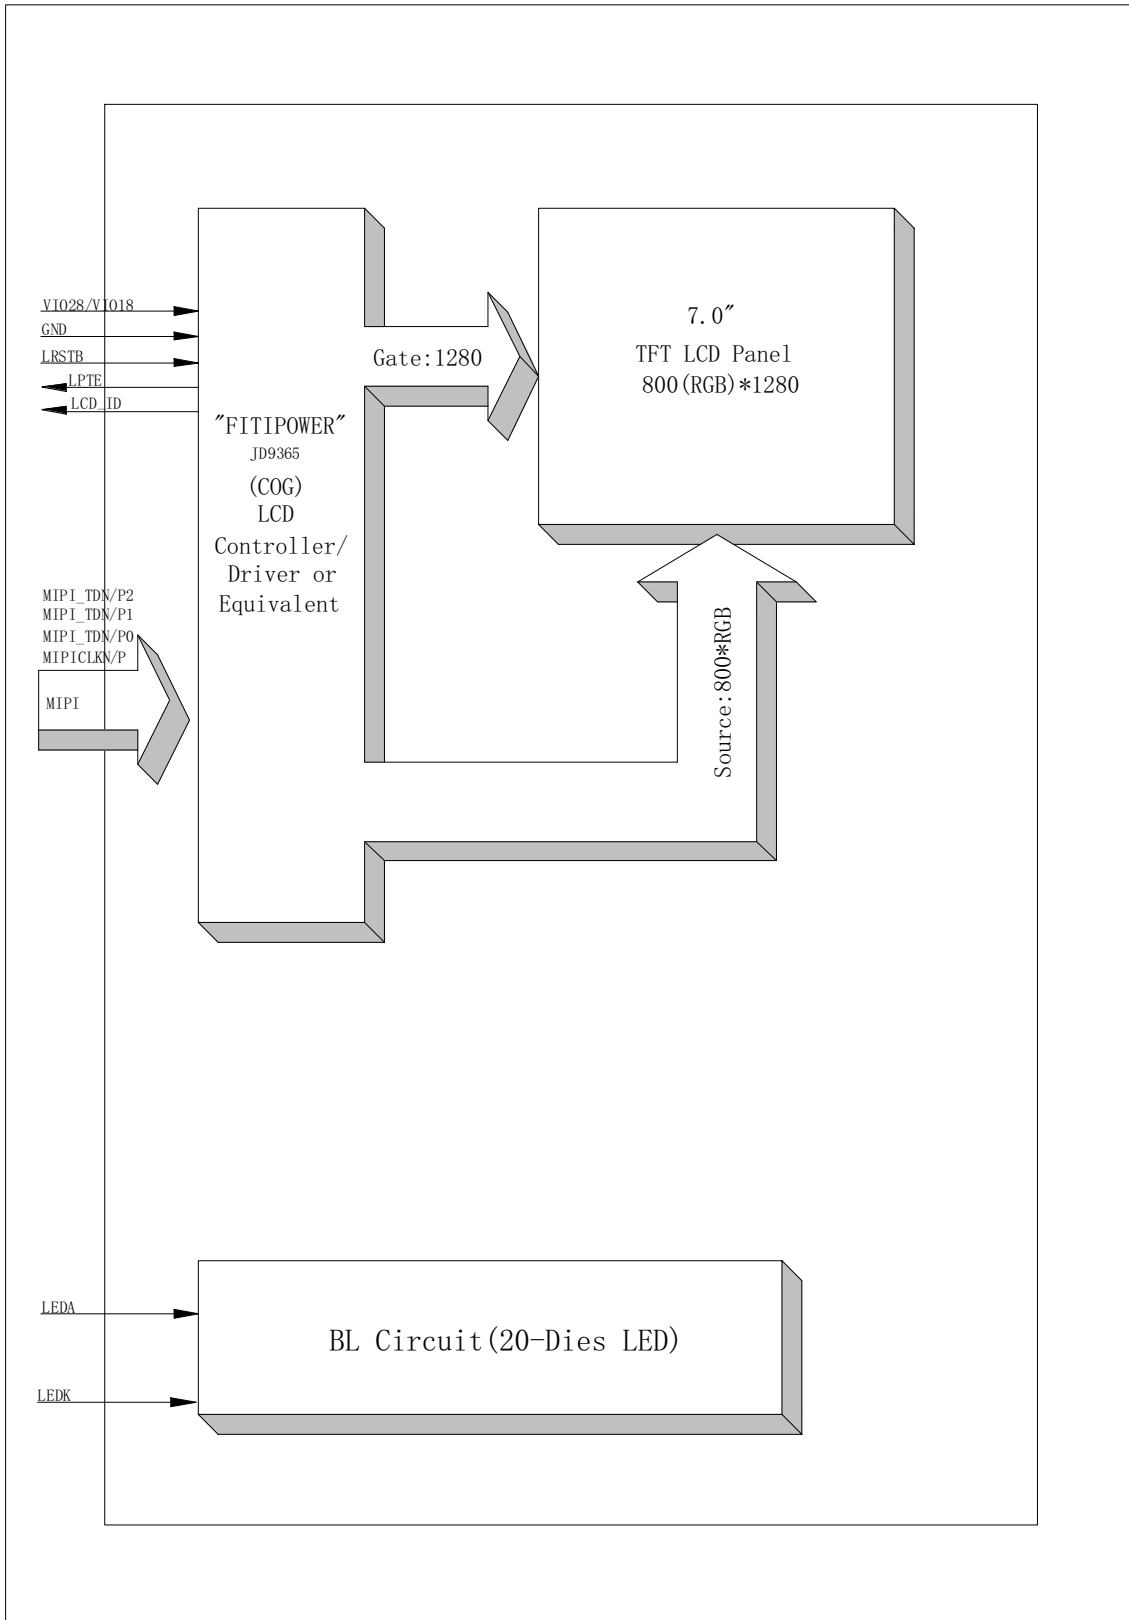 VIO28/VIO18
GND
LRSTB
LPTE
LCD_ID
"FITIPOWER"
JD9365
(COG)
LCD
Controller/
Driver or
Equivalent
Gate:1280
7.0"
TFT LCD Panel
800(RGB)*1280
MIPI_TDN/P2
MIPI_TDN/P1
MIPI_TDN/P0
MIPICLKN/P
MIPI
Source:800*RGB
LEDA
BL Circuit(20-Dies LED)
LEDK